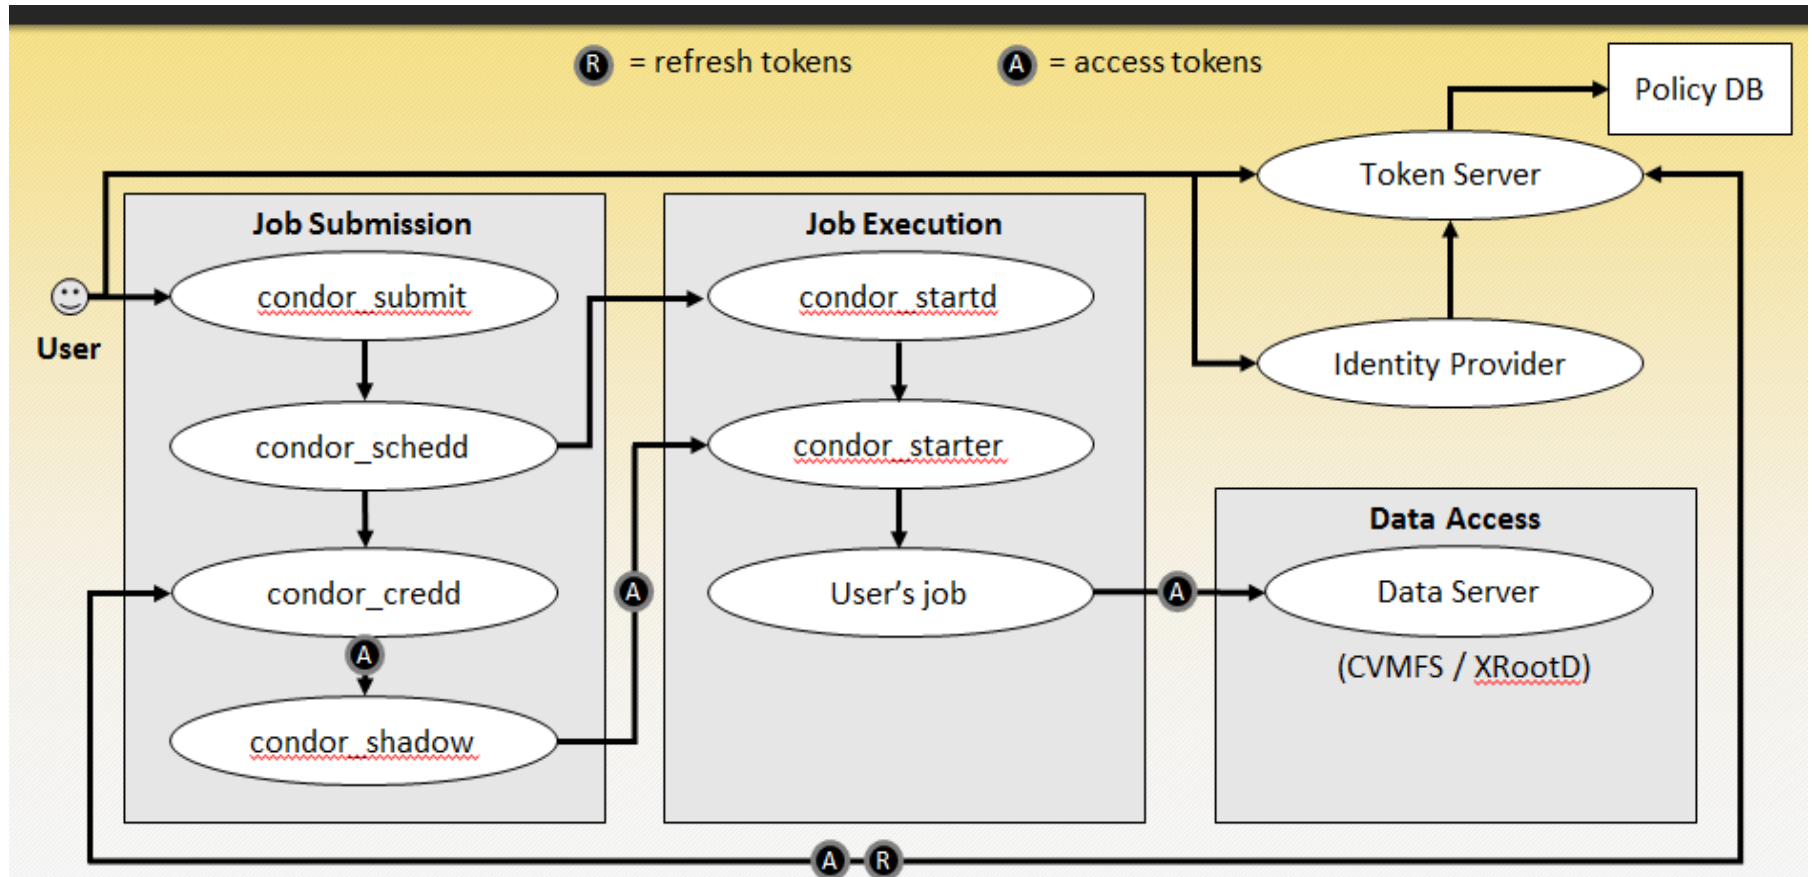 R = refresh tokens
A = access tokens
Policy DB
Token Server
Job Submission
Job Execution
condor_submit
condor_startd
User
Identity Provider
condor_schedd
condor_starter
Data Access
condor_credd
A
User's job
A
Data Server
A
(CVMFS / XRootD)
condor_shadow
A R